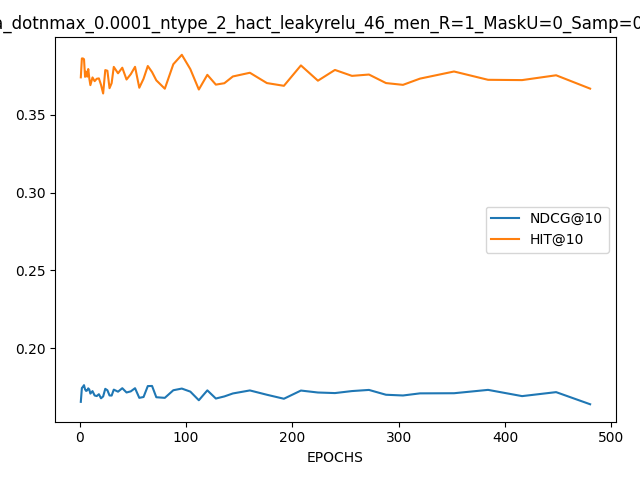 a_dotnmax_0.0001_ntype_2_hact_leakyrelu_46_men_R=1_MaskU=0_Samp=0
0.35
0.30
0.25
0.20
NDCG@10
HIT@10
0 100 200 300 400 500
EPOCHS